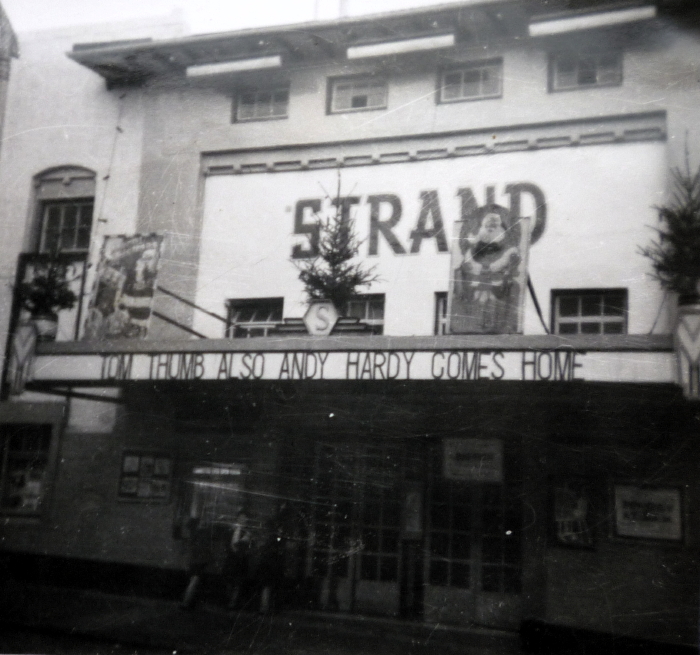 STRAND
S
TOM THUMB ALSO ANDY HARDY COMES HOME